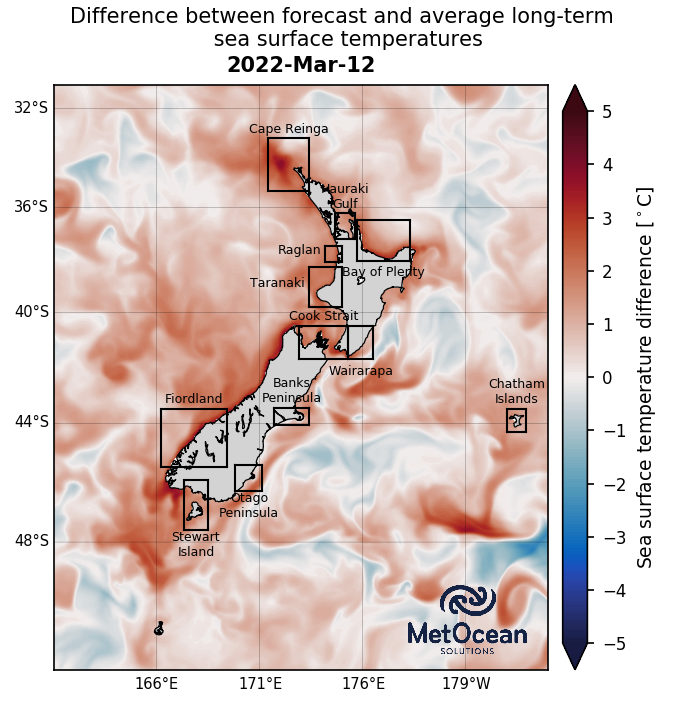 Difference between forecast and average long-term
sea surface temperatures
2022-Mar-12
32°S
36°S
40°S
44°S
48°S
166°E
171°E
176°E
179°W
Cape Reinga
Hauraki
Gulf
Raglan
Bay of Plenty
Taranaki
Cook Strait
Wairarapa
Banks
Peninsula
Fiordland
Chatham
Islands
Otago
Peninsula
Stewart
Island
MetOcean
SOLUTIONS
5
4
3
2
1
0
−1
−2
−3
−4
−5
Sea surface temperature difference [°C]